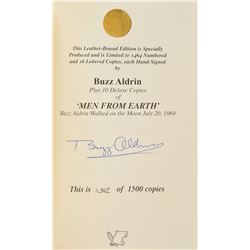 This Leather-Bound Edition is Specially
Produced and is Limited to 1,464 Numbered
and 26 Lettered Copies, each Hand-Signed
by
Buzz Aldrin
Plus 10 Deluxe Copies
of
‘MEN FROM EARTH’
Buzz Aldrin Walked on the Moon July 20, 1969
Buzz Aldrin
This is of 1500 copies